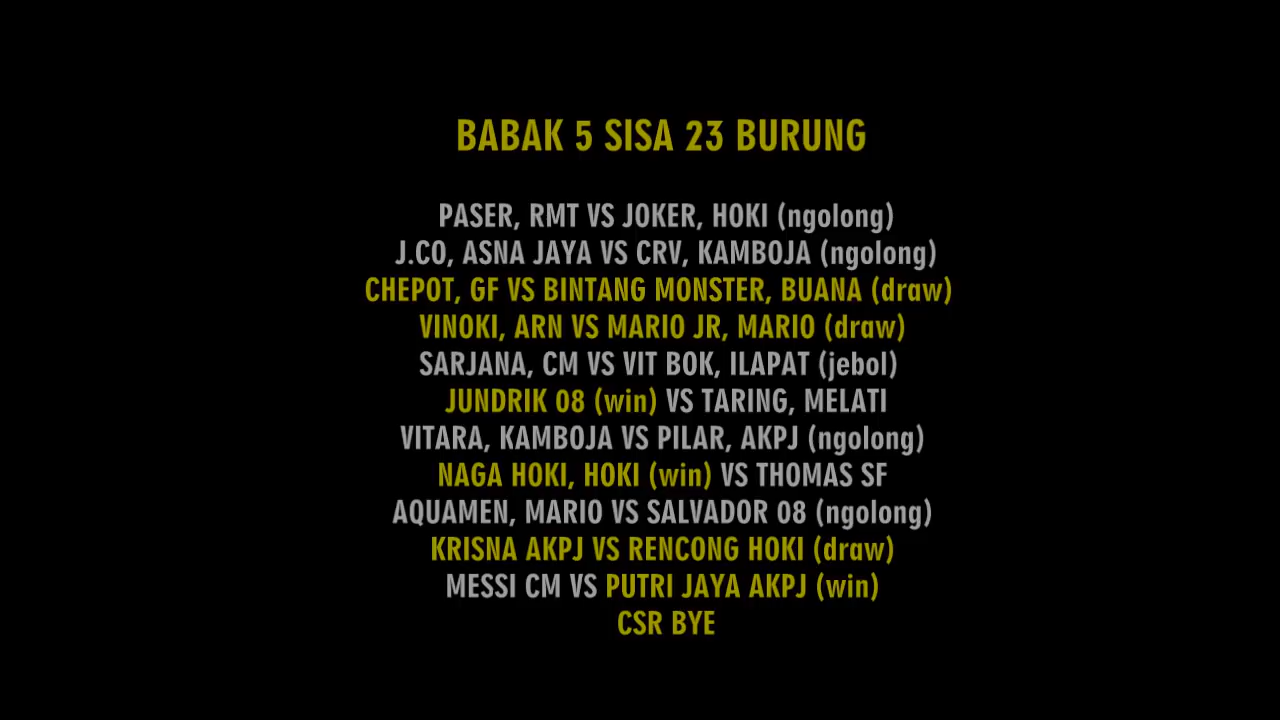 BABAK 5 SISA 23 BURUNG
PASER, RMT VS JOKER, HOKI (ngolong)
J.CO, ASNA JAYA VS CRV, KAMBOJA (ngolong)
CHEPOT, GF VS BINTANG MONSTER, BUANA (draw)
VINOKI, ARN VS MARIO JR, MARIO (draw)
SARJANA, CM VS VIT BOK, ILAPAT (jebol)
JUNDRIK 08 (win) VS TARING, MELATI
VITARA, KAMBOJA VS PILAR, AKPJ (ngolong)
NAGA HOKI, HOKI (win) VS THOMAS SF
AQUAMEN, MARIO VS SALVADOR 08 (ngolong)
KRISNA AKPJ VS RENCONG HOKI (draw)
MESSI CM VS PUTRI JAYA AKPJ (win)
CSR BYE